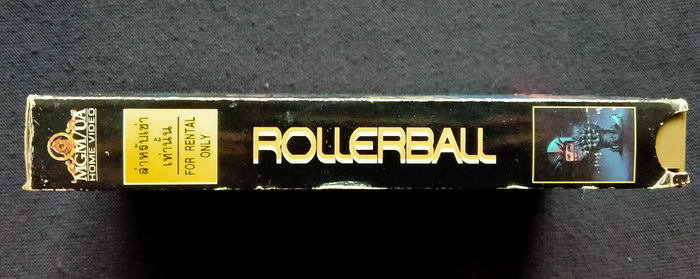 MGM/UA
HOME VIDEO
สำหรับเช่า
เท่านั้น
FOR RENTAL
ONLY
ROLLERBALL